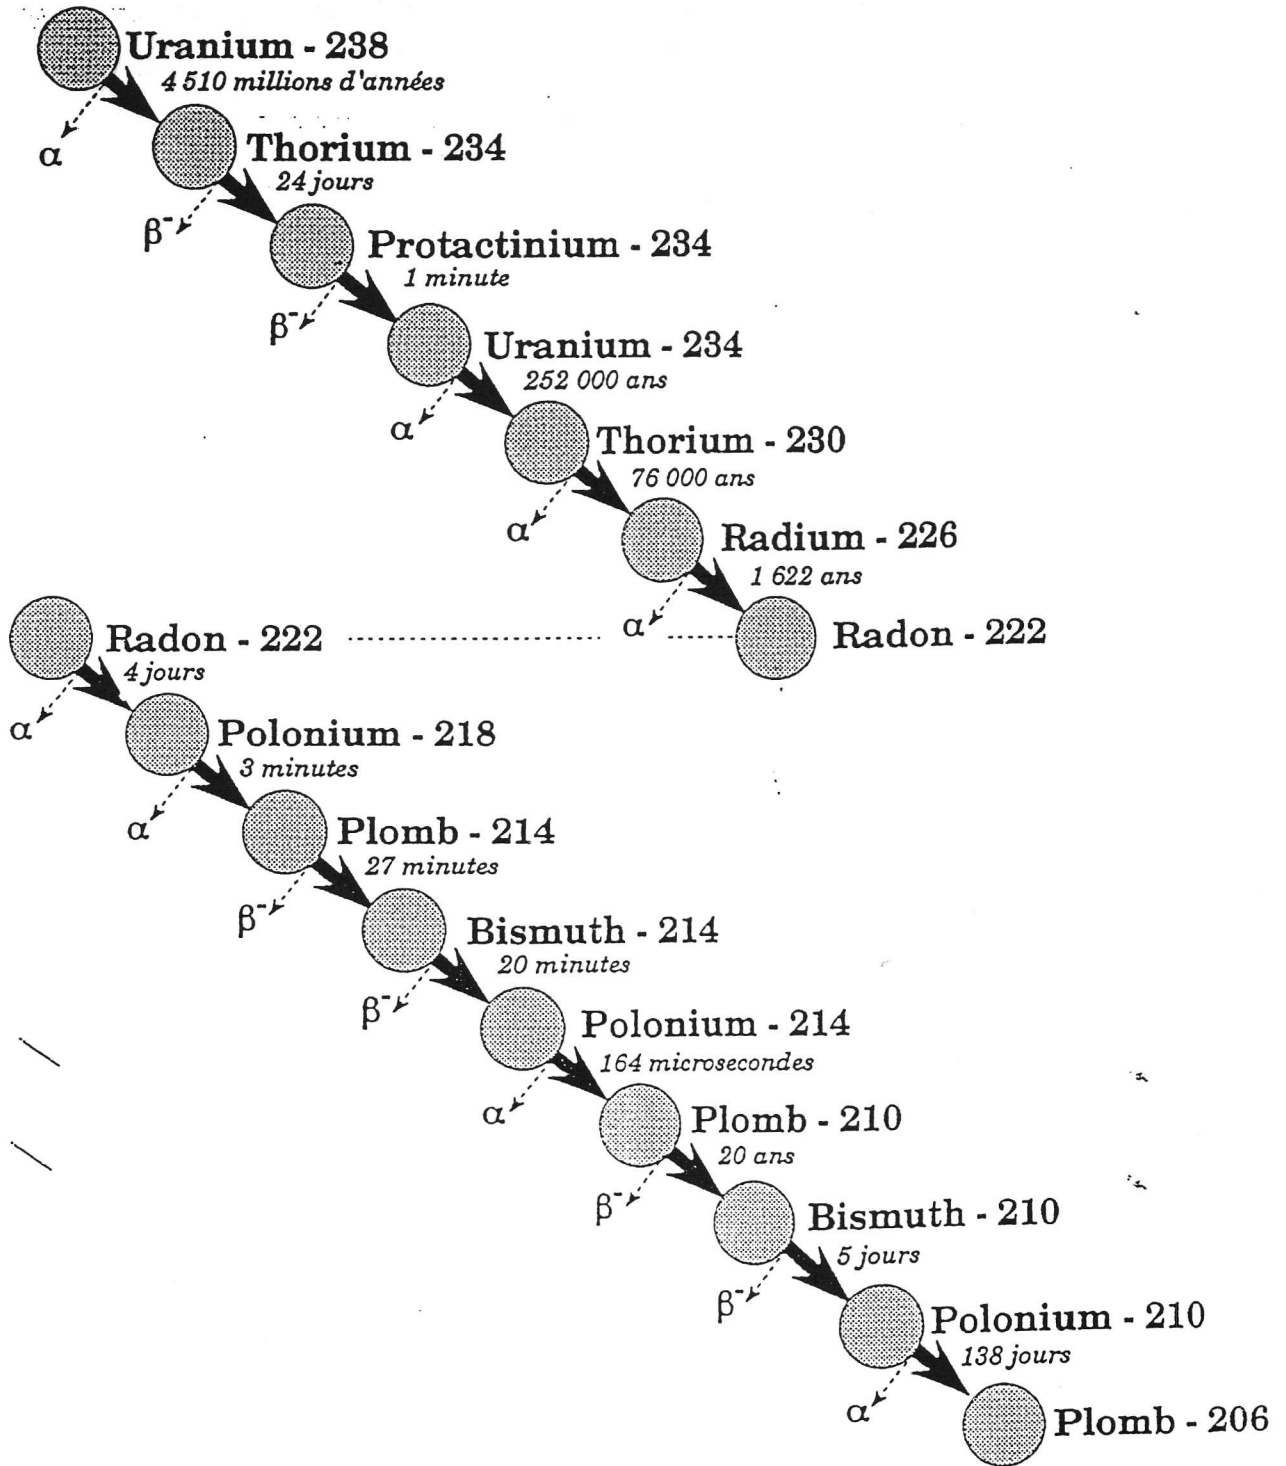 Uranium - 238
4 510 millions d'années
α
Thorium - 234
24 jours
β⁻
Protactinium - 234
1 minute
β⁻
Uranium - 234
252 000 ans
α
Thorium - 230
76 000 ans
α
Radium - 226
1 622 ans
α
Radon - 222
Radon - 222
4 jours
α
Polonium - 218
3 minutes
α
Plomb - 214
27 minutes
β⁻
Bismuth - 214
20 minutes
β⁻
Polonium - 214
164 microsecondes
α
Plomb - 210
20 ans
β⁻
Bismuth - 210
5 jours
β⁻
Polonium - 210
138 jours
α
Plomb - 206